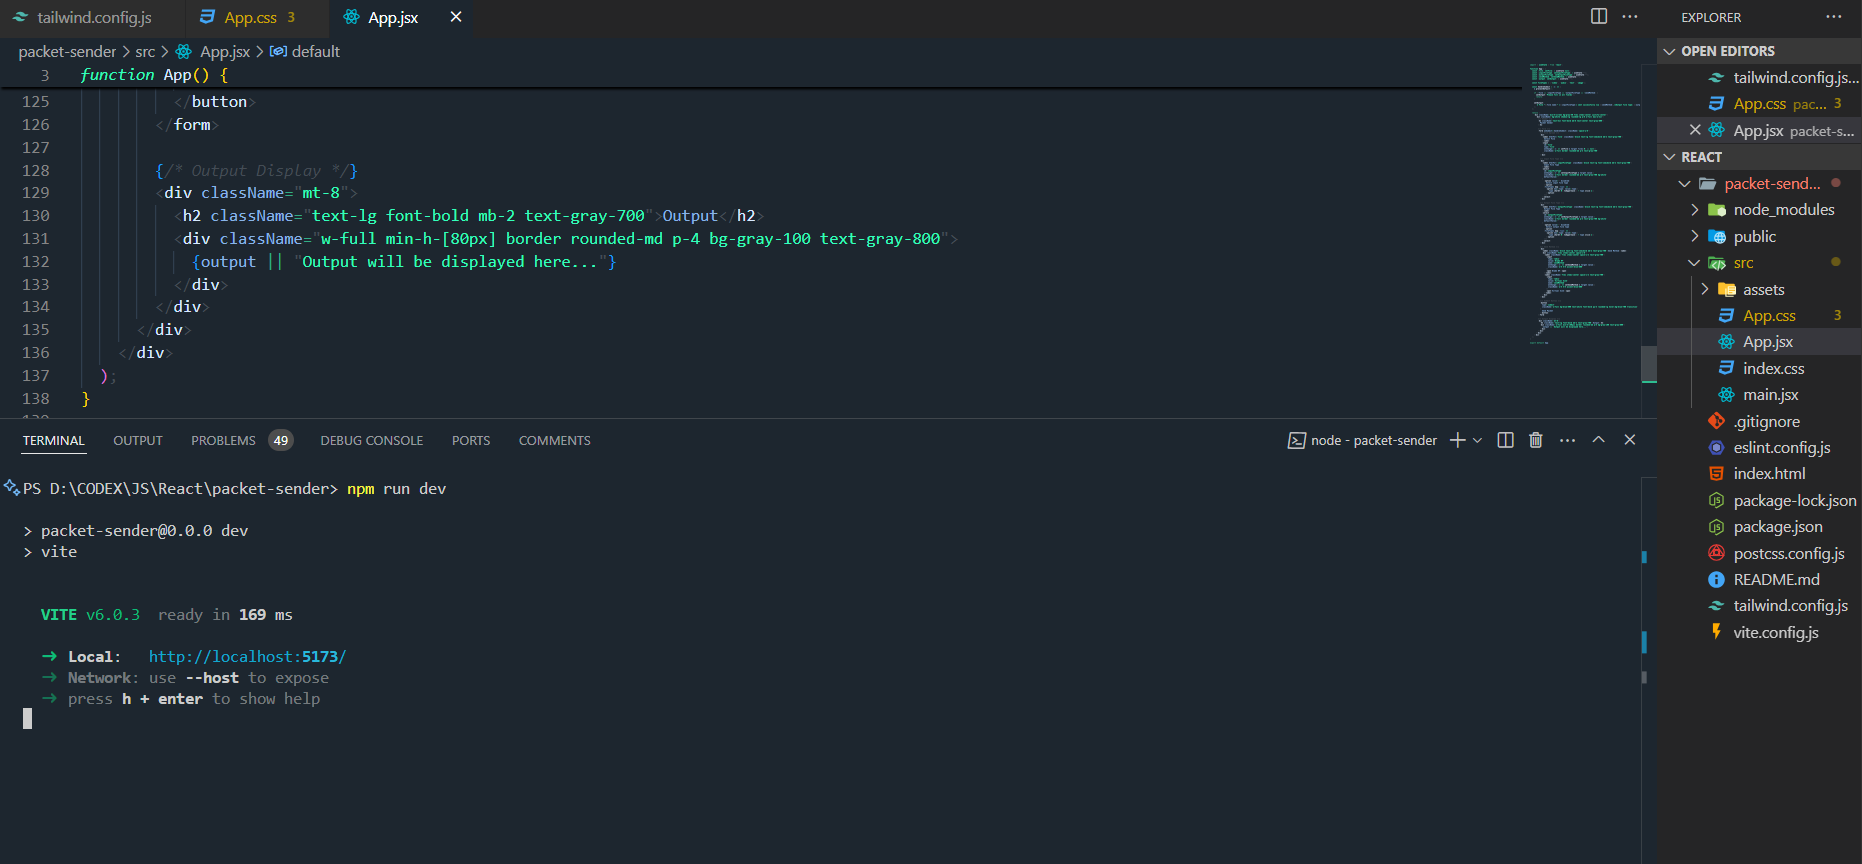 tailwind.config.js App.css 3 App.jsx
packet-sender > src > App.jsx > default
3 function App() {
125 </button>
126 </form>
127
128 {/* Output Display */}
129 <div className="mt-8">
130 <h2 className="text-lg font-bold mb-2 text-gray-700">Output</h2>
131 <div className="w-full min-h-[80px] border rounded-md p-4 bg-gray-100 text-gray-800">
132 {output || "Output will be displayed here..."}
133 </div>
134 </div>
135 </div>
136 </div>
137 );
138 }
TERMINAL OUTPUT PROBLEMS 49 DEBUG CONSOLE PORTS COMMENTS
node - packet-sender
PS D:\CODEX\JS\React\packet-sender> npm run dev
> packet-sender@0.0.0 dev
> vite
VITE v6.0.3 ready in 169 ms
➜ Local: http://localhost:5173/
➜ Network: use --host to expose
➜ press h + enter to show help
EXPLORER
OPEN EDITORS
tailwind.config.js...
App.css pac... 3
App.jsx packet-s...
REACT
packet-send...
node_modules
public
src
assets
App.css 3
App.jsx
index.css
main.jsx
.gitignore
eslint.config.js
index.html
package-lock.json
package.json
postcss.config.js
README.md
tailwind.config.js
vite.config.js